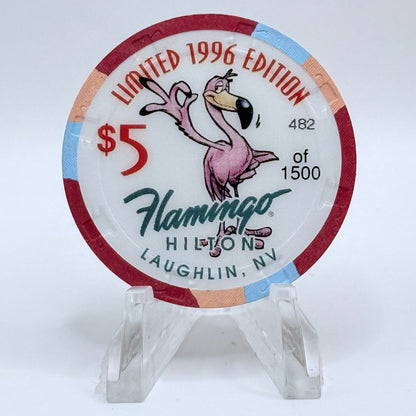 LIMITED 1996 EDITION
$5
482
of
1500
Flamingo®
HILTON
LAUGHLIN, NV